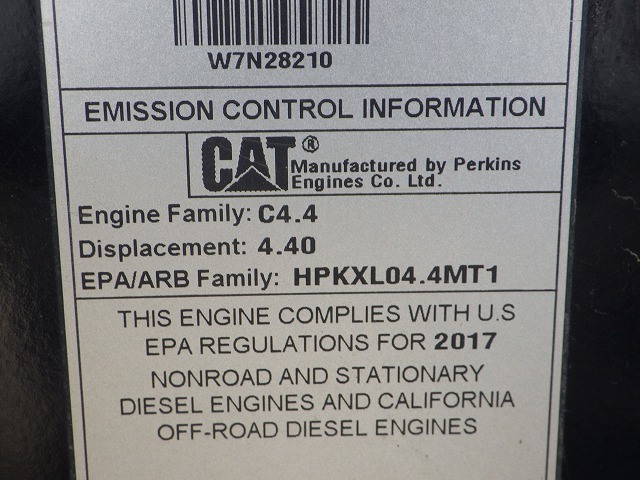 W7N28210
EMISSION CONTROL INFORMATION
CAT®
Manufactured by Perkins
Engines Co. Ltd.
Engine Family: C4.4
Displacement: 4.40
EPA/ARB Family: HPKXL04.4MT1
THIS ENGINE COMPLIES WITH U.S
EPA REGULATIONS FOR 2017
NONROAD AND STATIONARY
DIESEL ENGINES AND CALIFORNIA
OFF-ROAD DIESEL ENGINES